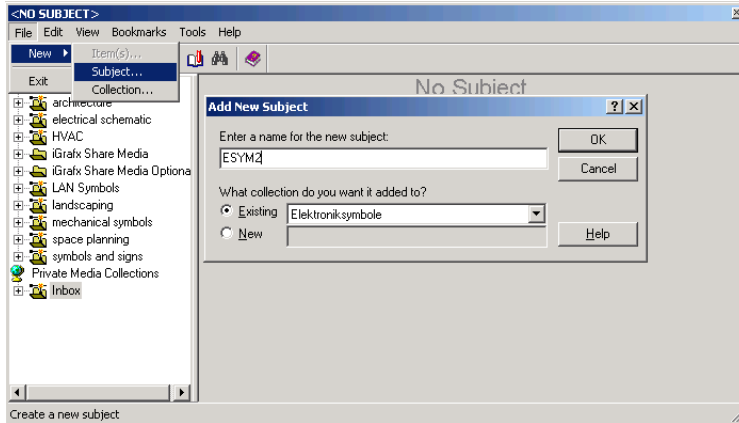 <NO SUBJECT>
File Edit View Bookmarks Tools Help
New Item(s)...
Subject...
Exit
Collection...
No Subject
architecture
electrical schematic
HVAC
iGrafx Share Media
iGrafx Share Media Optiona
LAN Symbols
landscaping
mechanical symbols
space planning
symbols and signs
Private Media Collections
Inbox
Add New Subject
Enter a name for the new subject:
ESYM2
OK
Cancel
What collection do you want it added to?
Existing Elektroniksymbole
New
Help
Create a new subject